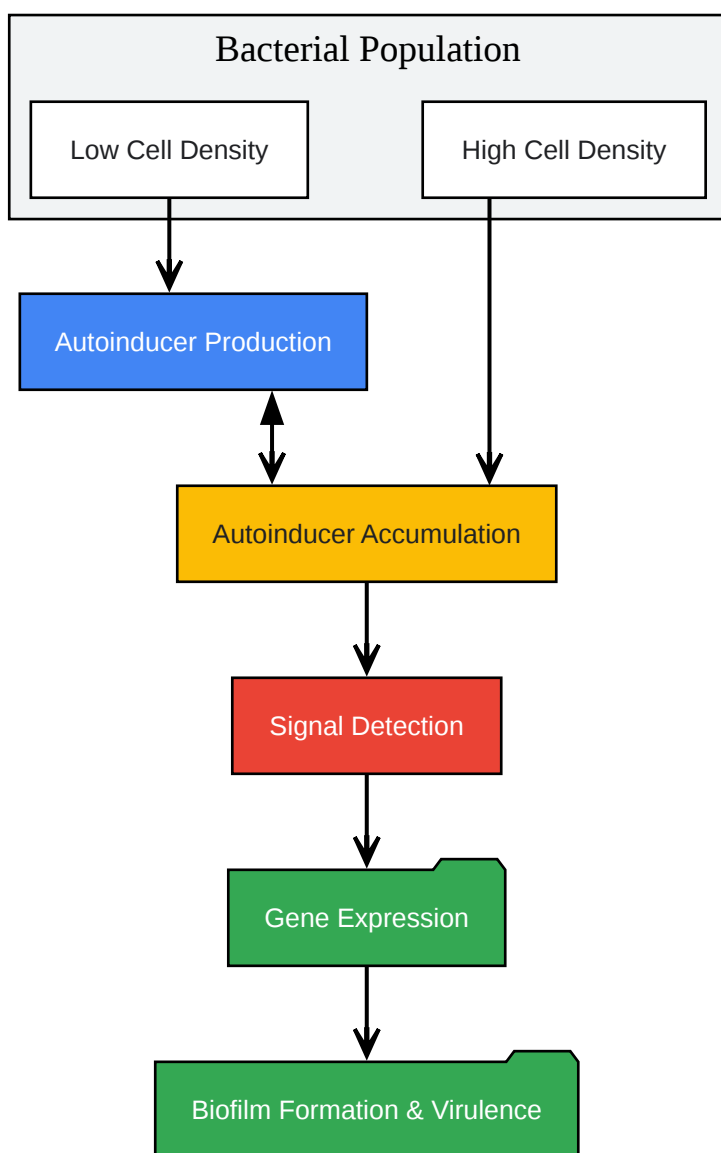 Bacterial Population
Low Cell Density
High Cell Density
Autoinducer Production
Autoinducer Accumulation
Signal Detection
Gene Expression
Biofilm Formation & Virulence